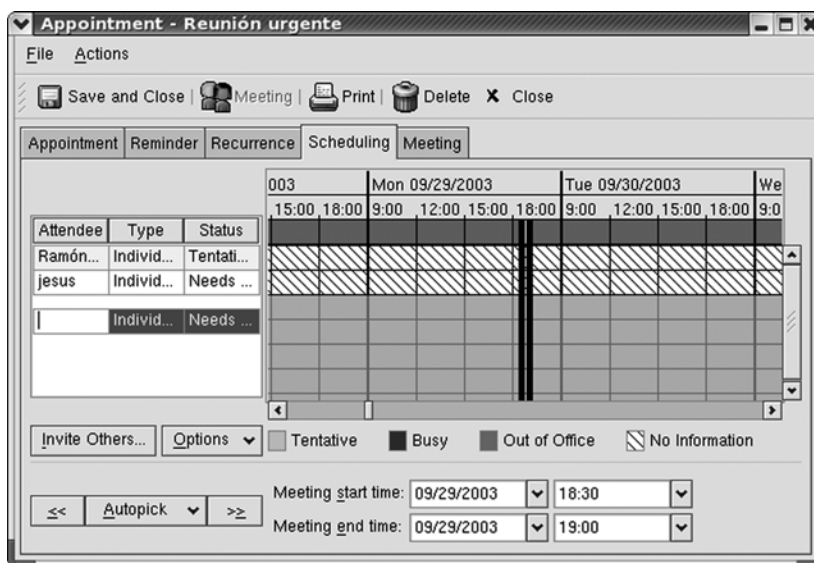 Appointment - Reunión urgente
File Actions
Save and Close | Meeting | Print | Delete X Close
Appointment Reminder Recurrence Scheduling Meeting
003 Mon 09/29/2003 Tue 09/30/2003 We
15:00 18:00 9:00 12:00 15:00 18:00 9:00 12:00 15:00 18:00 9:0
Attendee Type Status
Ramón... Individ... Tentati...
jesus Individ... Needs ...
Individ... Needs ...
Invite Others... Options Tentative Busy Out of Office No Information
Meeting start time: 09/29/2003 18:30
<< Autopick >>
Meeting end time: 09/29/2003 19:00